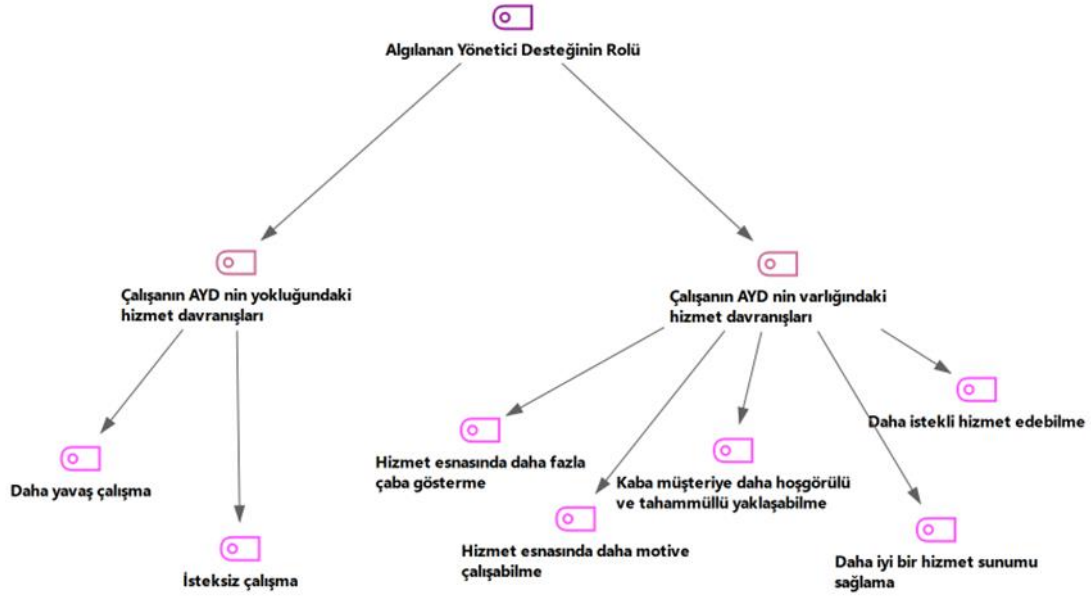 Algılanan Yönetici Desteğinin Rolü
Çalışanın AYD nin yokluğundaki
hizmet davranışları
Çalışanın AYD nin varlığındaki
hizmet davranışları
Daha yavaş çalışma
İsteksiz çalışma
Hizmet esnasında daha fazla
çaba gösterme
Hizmet esnasında daha motive
çalışabilme
Kaba müşteriye daha hoşgörülü
ve tahammüllü yaklaşabilme
Daha iyi bir hizmet sunumu
sağlama
Daha istekli hizmet edebilme